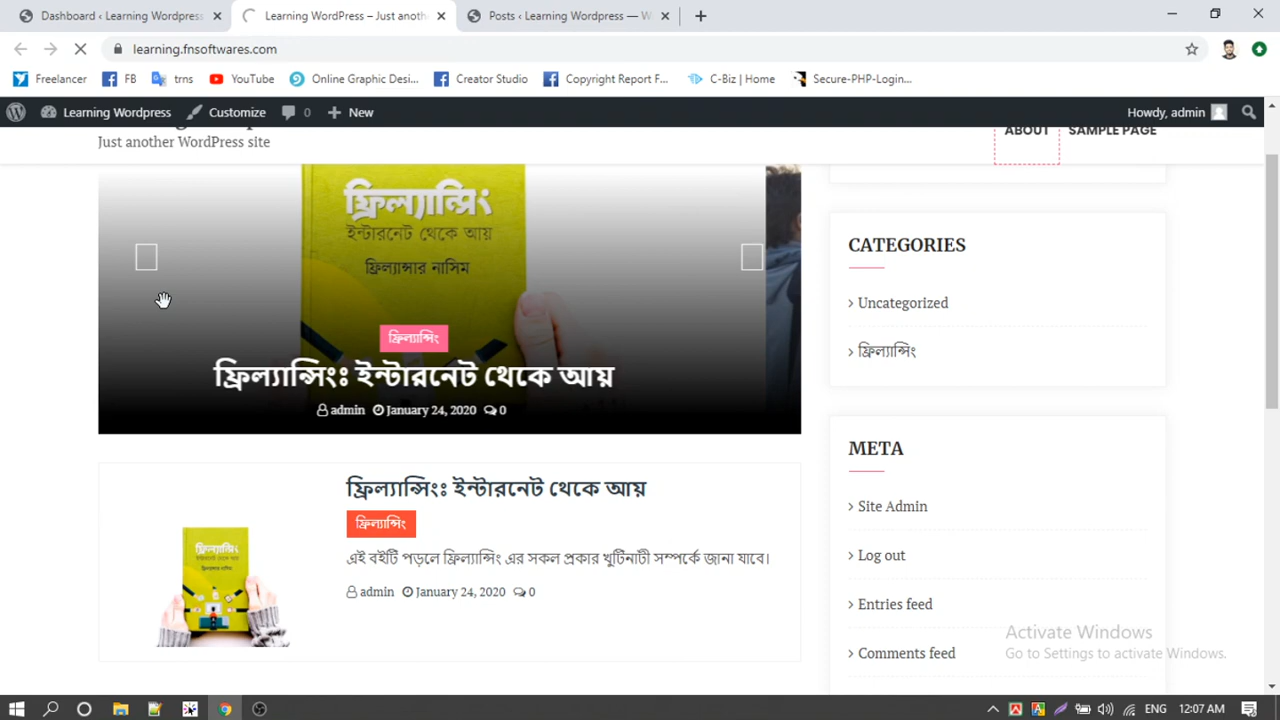 Dashboard ‹ Learning Wordpress
Learning WordPress – Just anoth
Posts ‹ Learning Wordpress — W
learning.fnsoftwares.com
Freelancer
FB
trns
YouTube
Online Graphic Desi...
Creator Studio
Copyright Report F...
C-Biz | Home
Secure-PHP-Login...
Learning Wordpress
Customize
0
New
Howdy, admin
Just another WordPress site
ABOUT
SAMPLE PAGE
ফ্রিল্যান্সিং
ইন্টারনেট থেকে আয়
ফ্রিল্যান্সার নাসিম
ফ্রিল্যান্সিং
ফ্রিল্যান্সিংঃ ইন্টারনেট থেকে আয়
admin January 24, 2020 0
ফ্রিল্যান্সিংঃ ইন্টারনেট থেকে আয়
ফ্রিল্যান্সিং
এই বইটি পড়লে ফ্রিল্যান্সিং এর সকল প্রকার খুটিনাটী সম্পর্কে জানা যাবে।
admin January 24, 2020 0
CATEGORIES
Uncategorized
ফ্রিল্যান্সিং
META
Site Admin
Log out
Entries feed
Comments feed
Activate Windows
Go to Settings to activate Windows.
ENG
12:07 AM